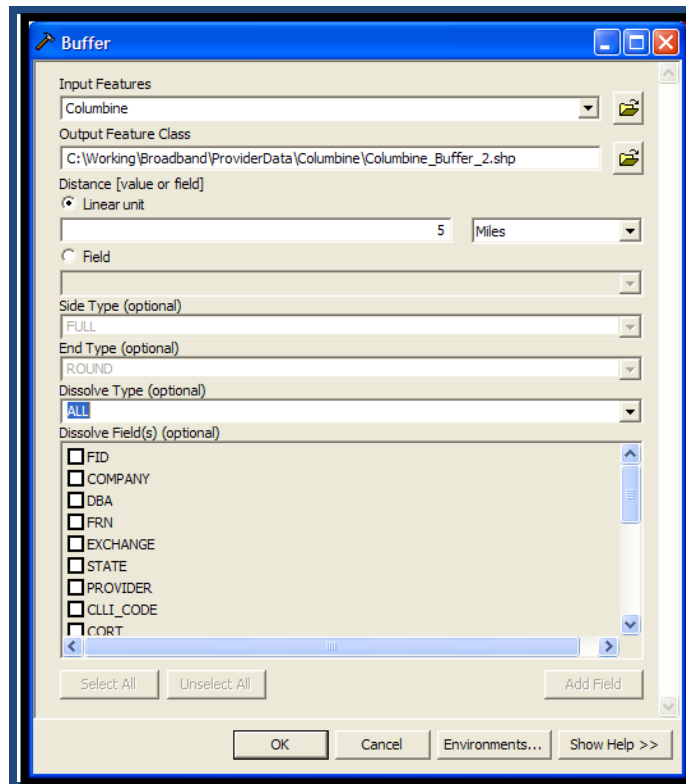 Buffer
Input Features
Columbine
Output Feature Class
C:\Working\Broadband\ProviderData\Columbine\Columbine_Buffer_2.shp
Distance [value or field]
Linear unit
5 Miles
Field
Side Type (optional)
FULL
End Type (optional)
ROUND
Dissolve Type (optional)
ALL
Dissolve Field(s) (optional)
FID
COMPANY
DBA
FRN
EXCHANGE
STATE
PROVIDER
CLLI_CODE
CORT
Select All Unselect All Add Field
OK Cancel Environments... Show Help >>